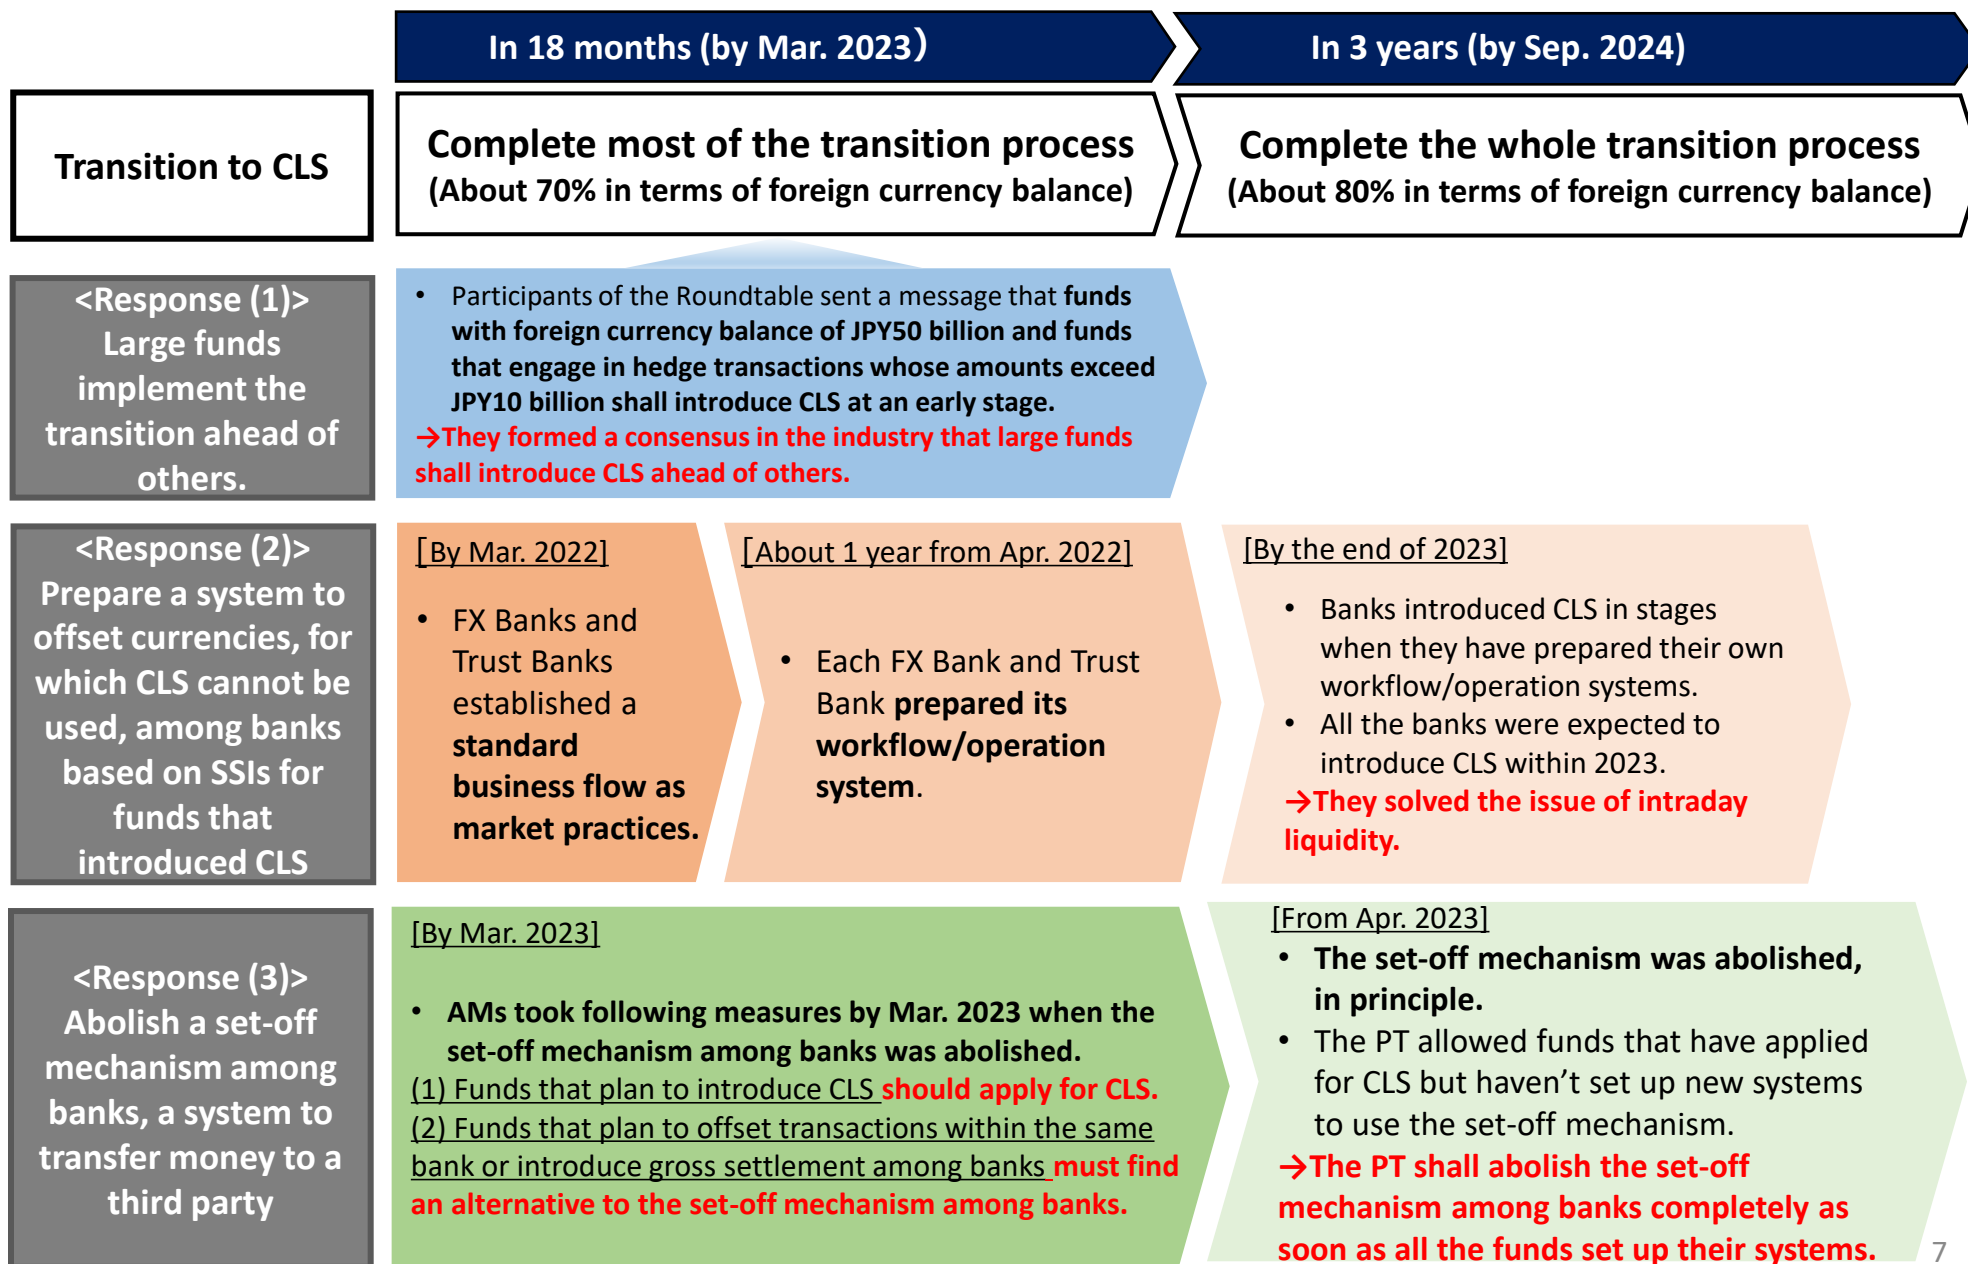 In 18 months (by Mar. 2023）
In 3 years (by Sep. 2024)
Transition to CLS
Complete most of the transition process
(About 70% in terms of foreign currency balance)
Complete the whole transition process
(About 80% in terms of foreign currency balance)
<Response (1)>
Large funds
implement the
transition ahead of
others.
• Participants of the Roundtable sent a message that funds
with foreign currency balance of JPY50 billion and funds
that engage in hedge transactions whose amounts exceed
JPY10 billion shall introduce CLS at an early stage.
→They formed a consensus in the industry that large funds
shall introduce CLS ahead of others.
<Response (2)>
Prepare a system to
offset currencies, for
which CLS cannot be
used, among banks
based on SSIs for
funds that
introduced CLS
[By Mar. 2022]
• FX Banks and
Trust Banks
established a
standard
business flow as
market practices.
[About 1 year from Apr. 2022]
• Each FX Bank and Trust
Bank prepared its
workflow/operation
system.
[By the end of 2023]
• Banks introduced CLS in stages
when they have prepared their own
workflow/operation systems.
• All the banks were expected to
introduce CLS within 2023.
→They solved the issue of intraday
liquidity.
<Response (3)>
Abolish a set-off
mechanism among
banks, a system to
transfer money to a
third party
[By Mar. 2023]
• AMs took following measures by Mar. 2023 when the
set-off mechanism among banks was abolished.
(1) Funds that plan to introduce CLS should apply for CLS.
(2) Funds that plan to offset transactions within the same
bank or introduce gross settlement among banks must find
an alternative to the set-off mechanism among banks.
[From Apr. 2023]
• The set-off mechanism was abolished,
in principle.
• The PT allowed funds that have applied
for CLS but haven’t set up new systems
to use the set-off mechanism.
→The PT shall abolish the set-off
mechanism among banks completely as
soon as all the funds set up their systems.
7